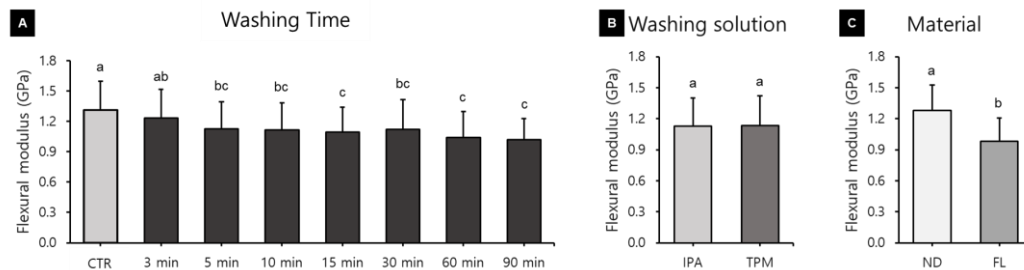 A
Washing Time
Flexural modulus (GPa)
1.8
1.5
1.2
0.9
0.6
0.3
0.0
a
ab
bc
bc
c
bc
c
c
CTR
3 min
5 min
10 min
15 min
30 min
60 min
90 min
B
Washing solution
Flexural modulus (GPa)
1.8
1.5
1.2
0.9
0.6
0.3
0.0
a
a
IPA
TPM
C
Material
Flexural modulus (GPa)
1.8
1.5
1.2
0.9
0.6
0.3
0.0
a
b
ND
FL